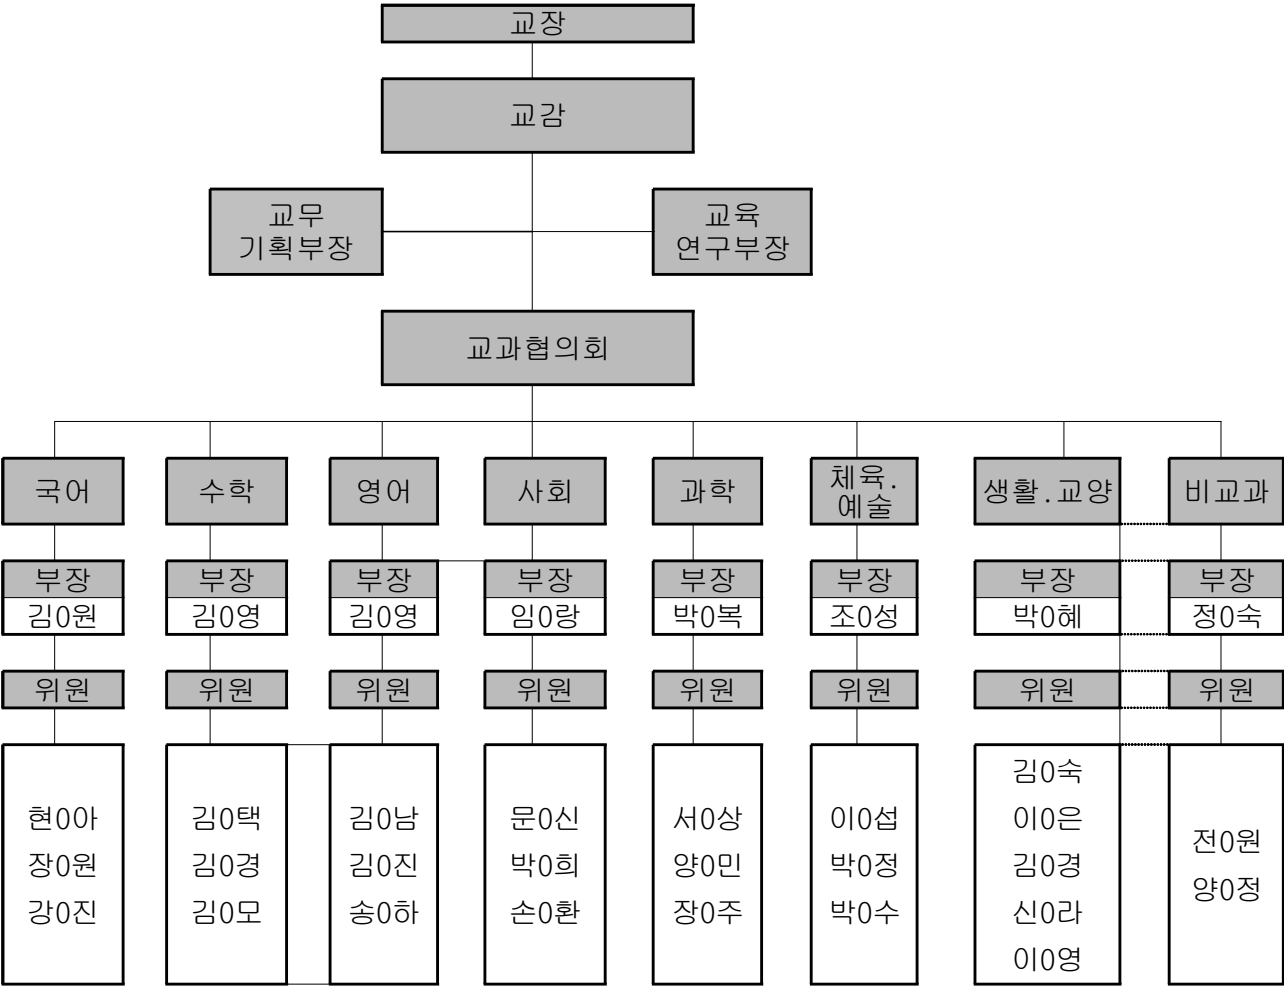 교장
교감
교무
기획부장
교육
연구부장
교과협의회
국어
수학
영어
사회
과학
체육.
예술
생활.교양
비교과
부장
부장
부장
부장
부장
부장
부장
부장
김0원
김0영
김0영
임0랑
박0복
조0성
박0혜
정0숙
위원
위원
위원
위원
위원
위원
위원
위원
현0아
장0원
강0진
김0택
김0경
김0모
김0남
김0진
송0하
문0신
박0희
손0환
서0상
양0민
장0주
이0섭
박0정
박0수
김0숙
이0은
김0경
신0라
이0영
전0원
양0정